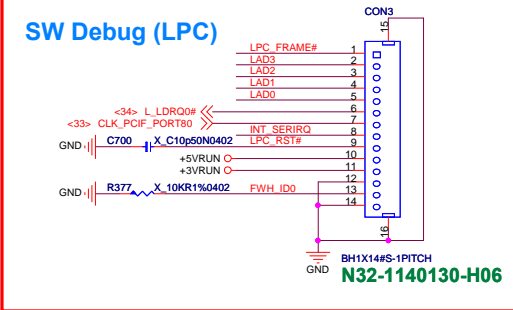 CON3
SW Debug (LPC)
15
LPC_FRAME# 1
LAD3 2
LAD2 3
LAD1 4
LAD0 5
<34> L_LDRQ0# 6
<33> CLK_PCIF_PORT80 7
INT_SERIRQ 8
GND C700 X_C10p50N0402 LPC_RST# 9
+5VRUN 10
+3VRUN 11
12
GND R377 X_10KR1%0402 FWH_ID0 13
14
16
GND
BH1X14#S-1PITCH
N32-1140130-H06